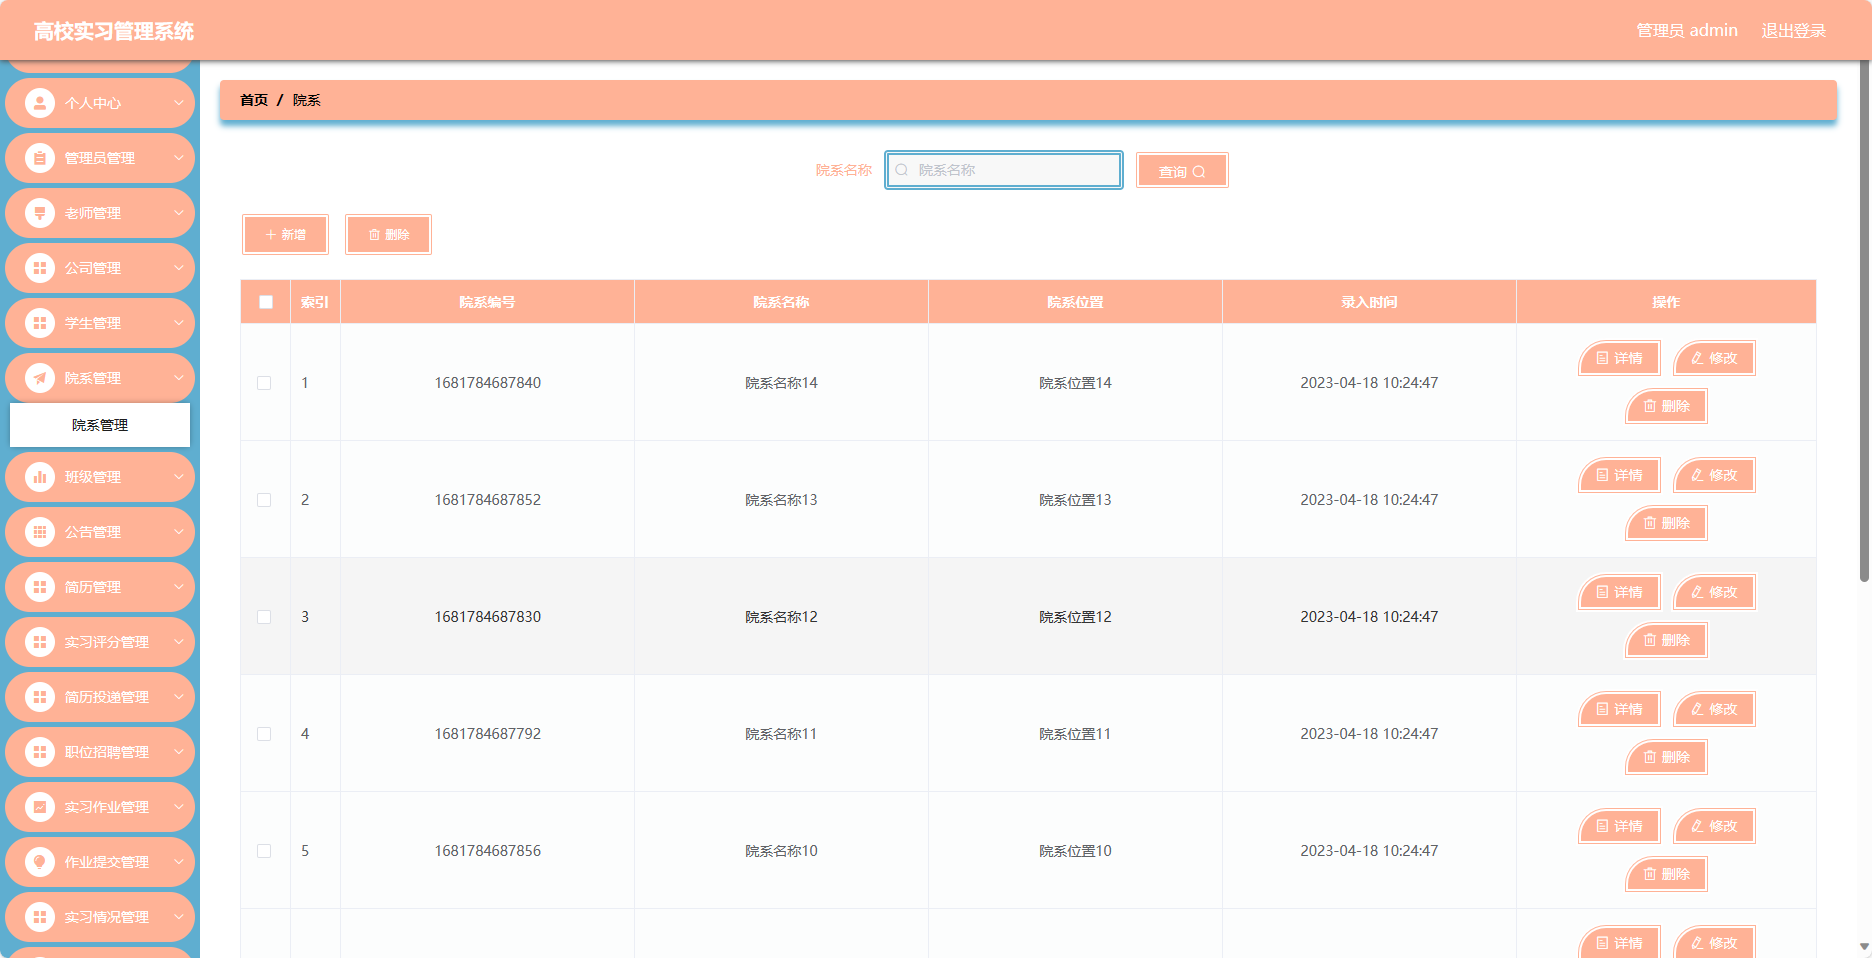 高校实习管理系统
管理员 admin
退出登录
个人中心
管理员管理
老师管理
公司管理
学生管理
院系管理
院系管理
班级管理
公告管理
简历管理
实习评分管理
简历投递管理
职位招聘管理
实习作业管理
作业提交管理
实习情况管理
首页 / 院系
院系名称 院系名称 查询
新增 删除
索引 院系编号 院系名称 院系位置 录入时间 操作
1 1681784687840 院系名称14 院系位置14 2023-04-18 10:24:47 详情 修改
删除
2 1681784687852 院系名称13 院系位置13 2023-04-18 10:24:47 详情 修改
删除
3 1681784687830 院系名称12 院系位置12 2023-04-18 10:24:47 详情 修改
删除
4 1681784687792 院系名称11 院系位置11 2023-04-18 10:24:47 详情 修改
删除
5 1681784687856 院系名称10 院系位置10 2023-04-18 10:24:47 详情 修改
删除
详情 修改